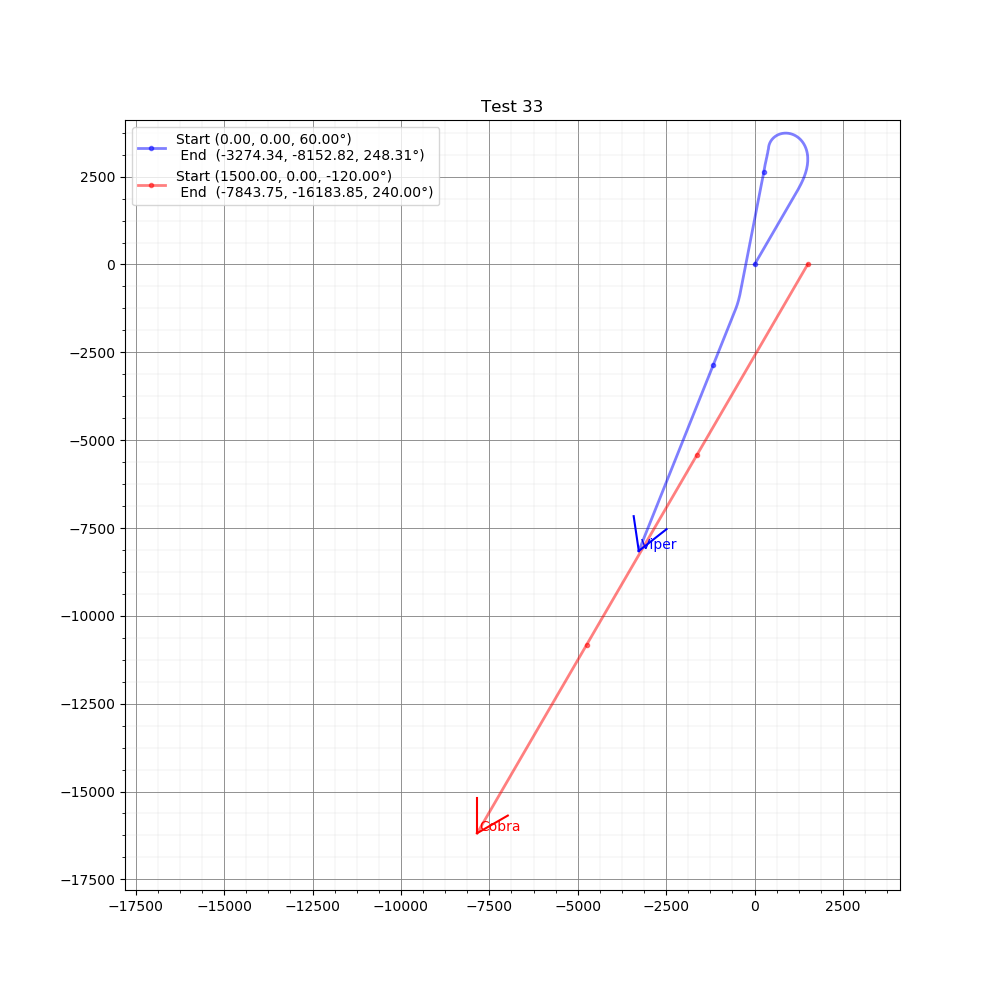 Test 33
Start (0.00, 0.00, 60.00°)
End (-3274.34, -8152.82, 248.31°)
Start (1500.00, 0.00, -120.00°)
End (-7843.75, -16183.85, 240.00°)
2500
0
−2500
−5000
−7500
−10000
−12500
−15000
−17500
Viper
Cobra
−17500 −15000 −12500 −10000 −7500 −5000 −2500 0 2500